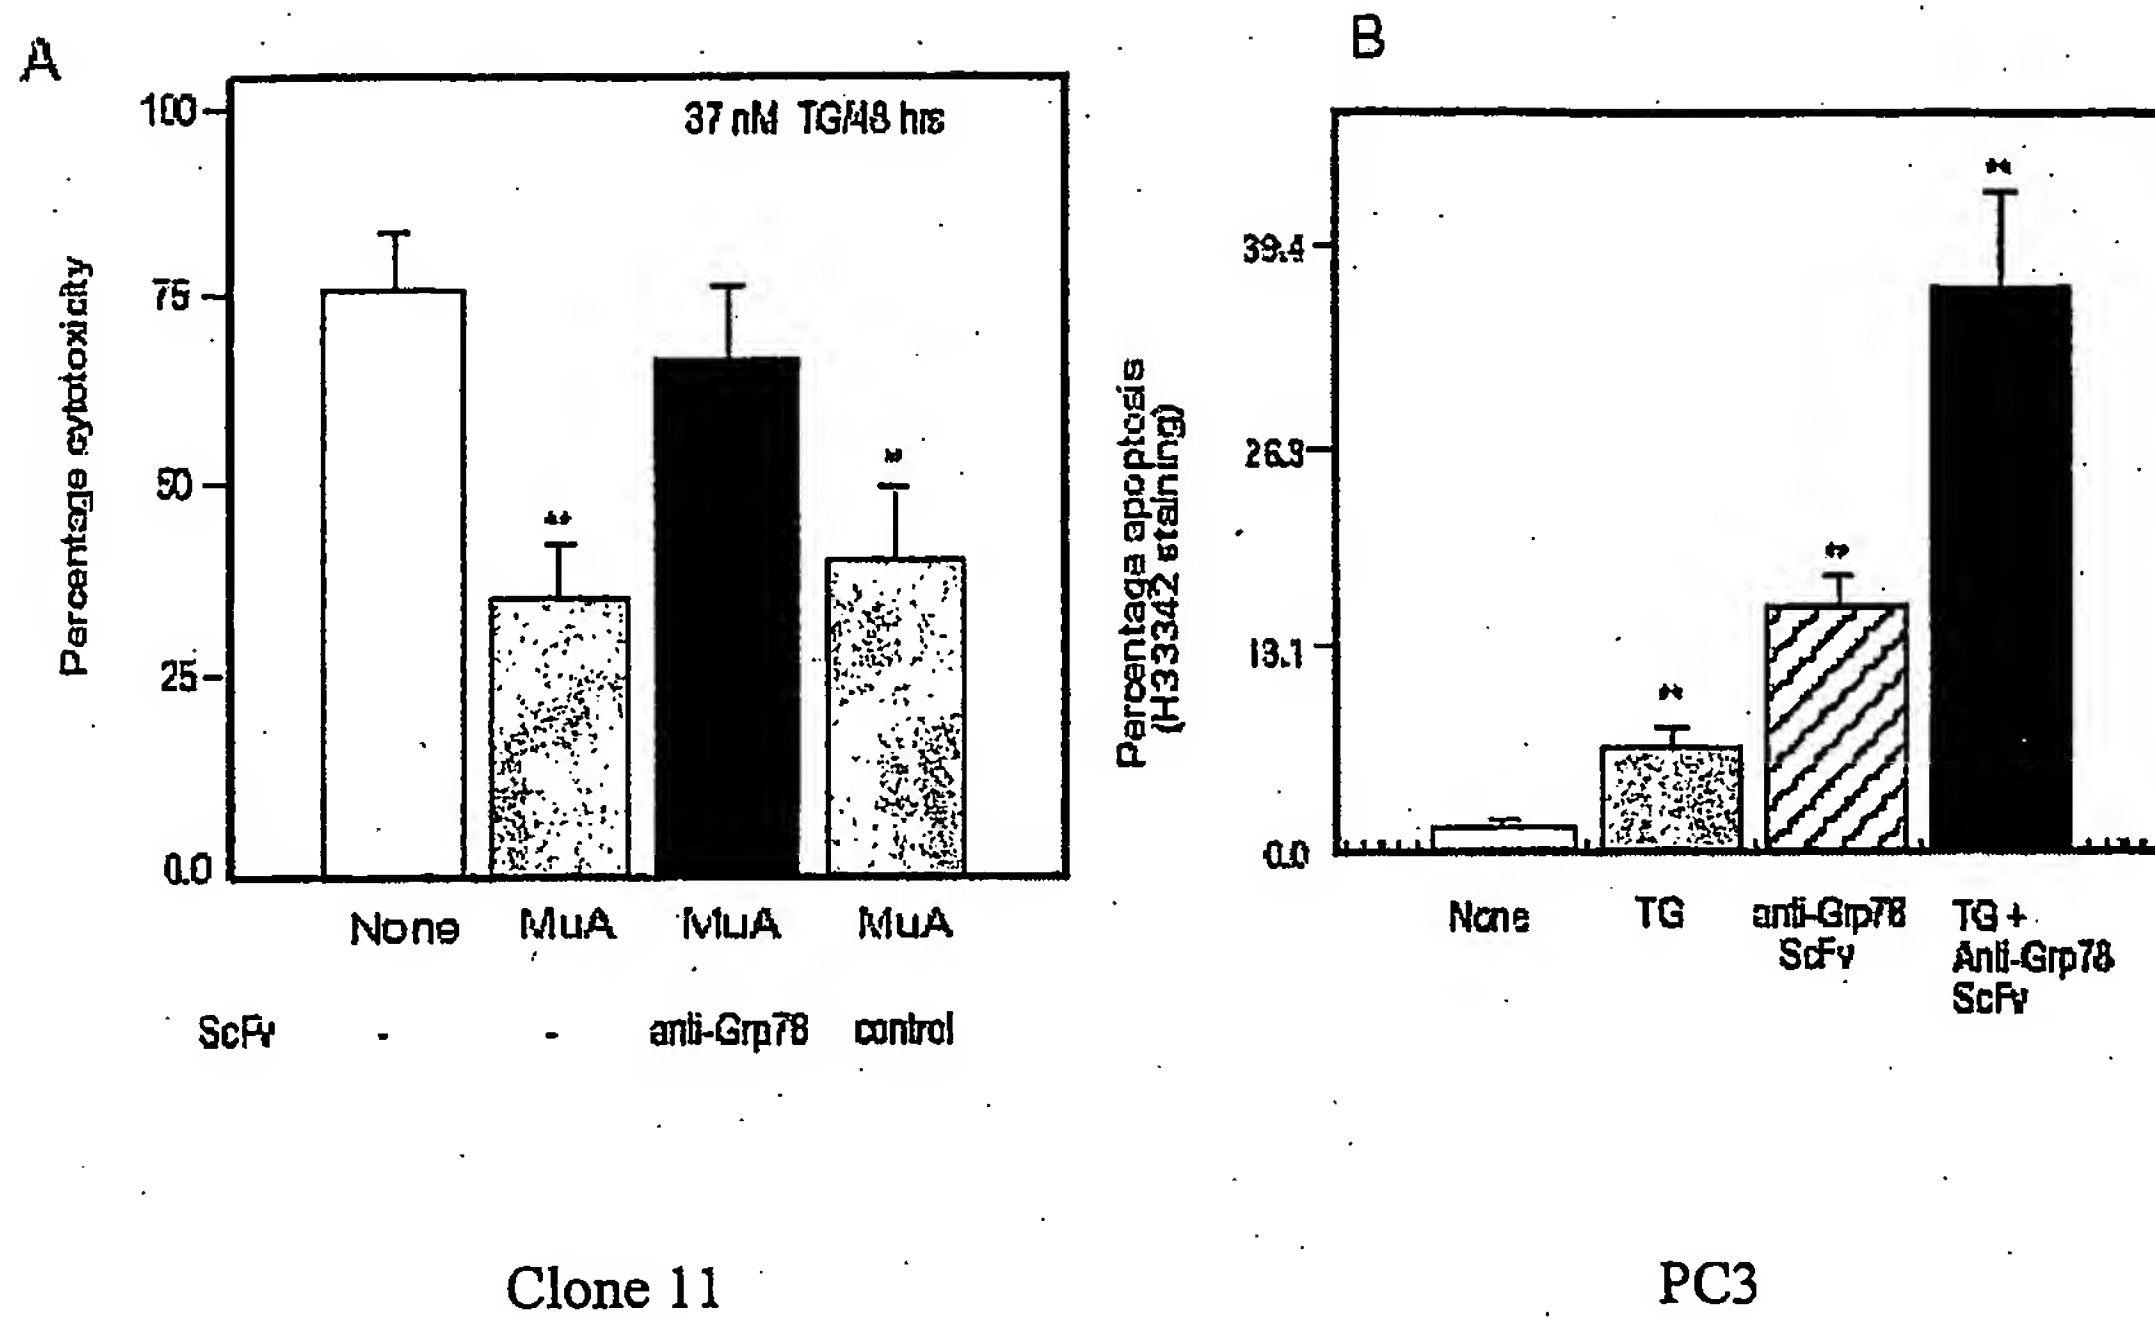 A
100
75
50
25
0.0
Percentage cytotoxicity
37 nM TG/48 hrs
**
*
None MuA MuA MuA
ScFv - - anti-Grp78 control
Clone 11
B
39.4
26.3
13.1
0.0
Percentage apoptosis
(H33342 staining)
**
**
**
None TG anti-Grp78 TG +
ScFv Anti-Grp78
ScFv
PC3